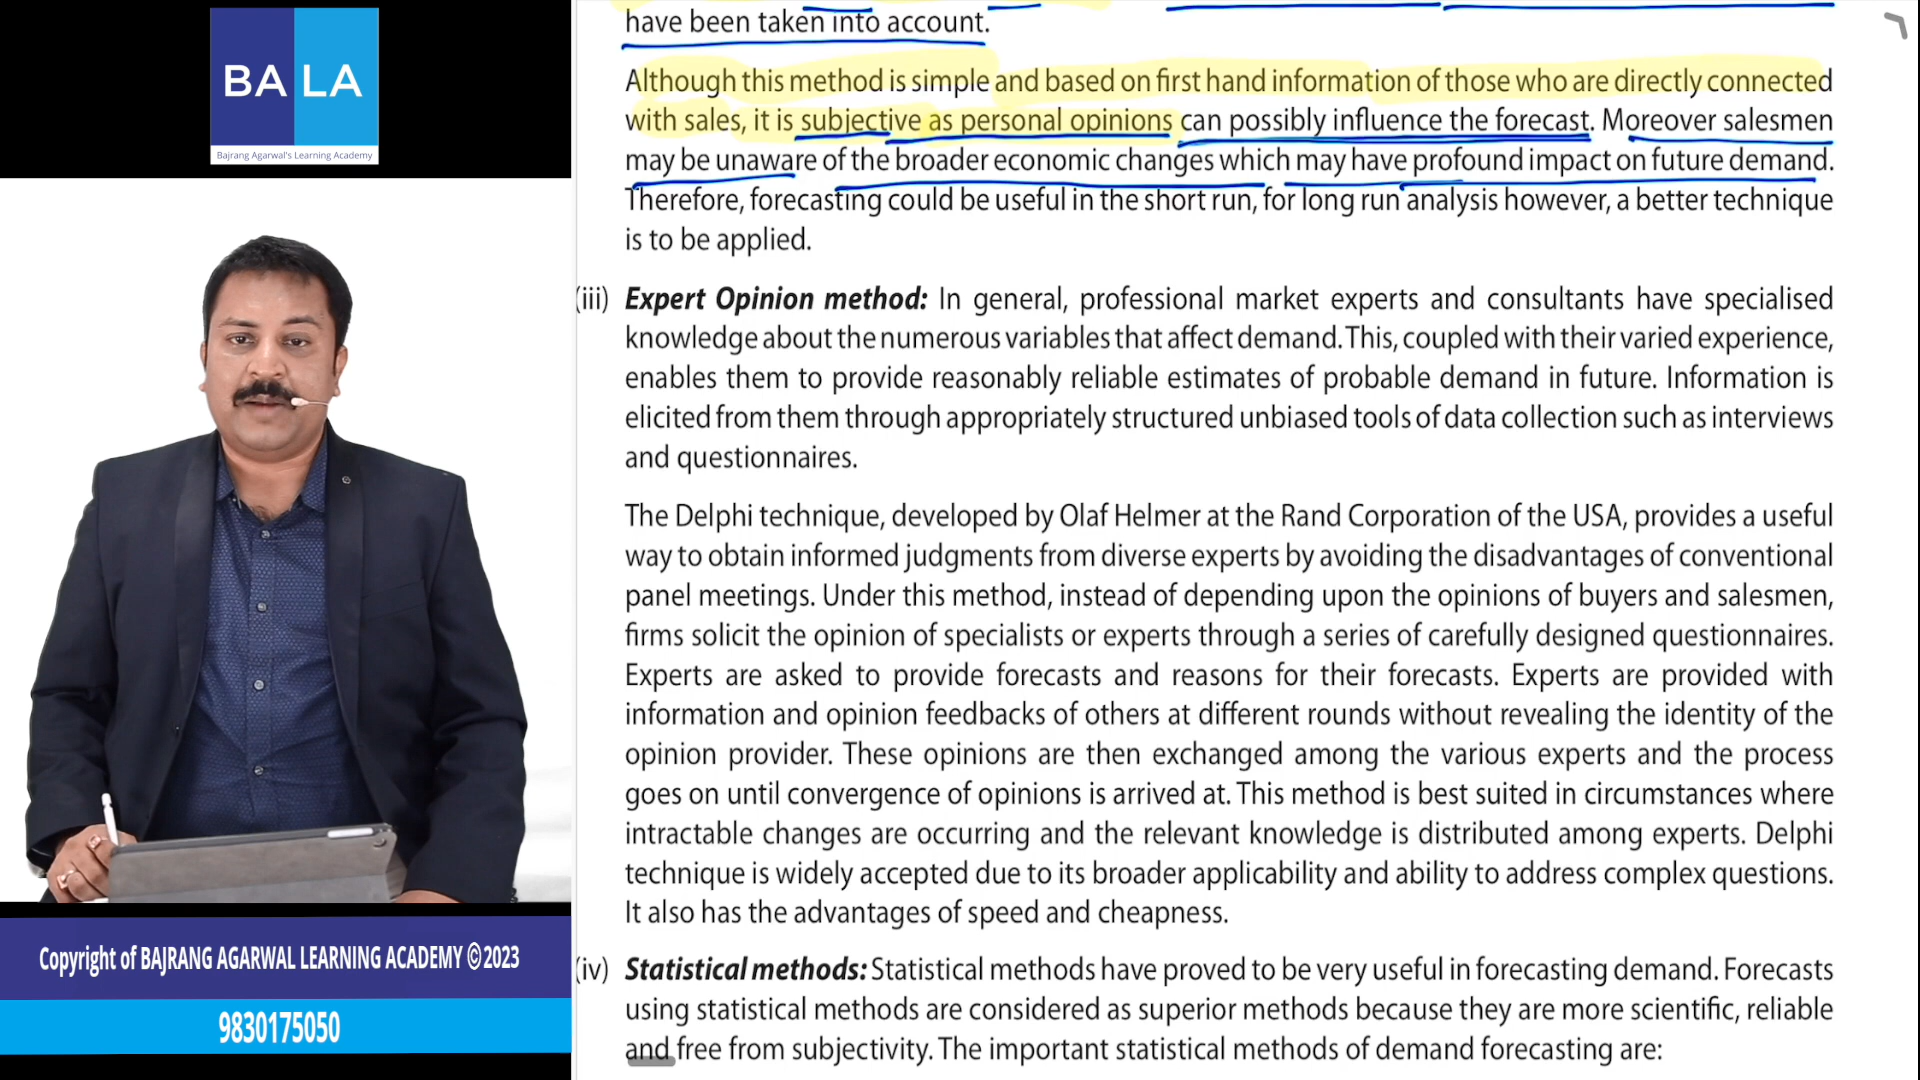 BA LA
Bajrang Agarwal's Learning Academy
have been taken into account.
Although this method is simple and based on first hand information of those who are directly connected
with sales, it is subjective as personal opinions can possibly influence the forecast. Moreover salesmen
may be unaware of the broader economic changes which may have profound impact on future demand.
Therefore, forecasting could be useful in the short run, for long run analysis however, a better technique
is to be applied.
(iii) Expert Opinion method: In general, professional market experts and consultants have specialised
knowledge about the numerous variables that affect demand. This, coupled with their varied experience,
enables them to provide reasonably reliable estimates of probable demand in future. Information is
elicited from them through appropriately structured unbiased tools of data collection such as interviews
and questionnaires.
The Delphi technique, developed by Olaf Helmer at the Rand Corporation of the USA, provides a useful
way to obtain informed judgments from diverse experts by avoiding the disadvantages of conventional
panel meetings. Under this method, instead of depending upon the opinions of buyers and salesmen,
firms solicit the opinion of specialists or experts through a series of carefully designed questionnaires.
Experts are asked to provide forecasts and reasons for their forecasts. Experts are provided with
information and opinion feedbacks of others at different rounds without revealing the identity of the
opinion provider. These opinions are then exchanged among the various experts and the process
goes on until convergence of opinions is arrived at. This method is best suited in circumstances where
intractable changes are occurring and the relevant knowledge is distributed among experts. Delphi
technique is widely accepted due to its broader applicability and ability to address complex questions.
It also has the advantages of speed and cheapness.
(iv) Statistical methods: Statistical methods have proved to be very useful in forecasting demand. Forecasts
using statistical methods are considered as superior methods because they are more scientific, reliable
and free from subjectivity. The important statistical methods of demand forecasting are:
Copyright of BAJRANG AGARWAL LEARNING ACADEMY ©2023
9830175050